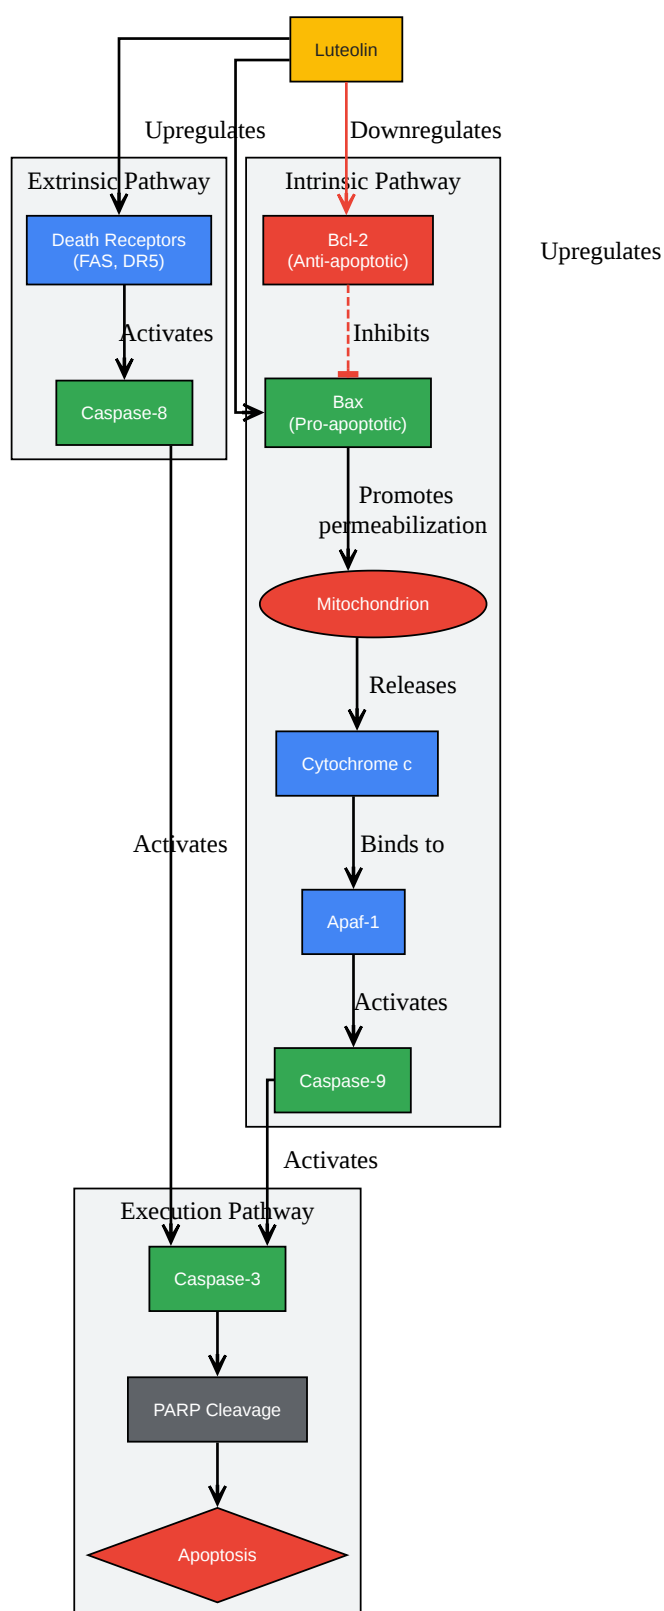 Luteolin
Upregulates
Downregulates
Extrinsic Pathway
Intrinsic Pathway
Death Receptors
(FAS, DR5)
Bcl-2
(Anti-apoptotic)
Upregulates
Activates
Inhibits
Caspase-8
Bax
(Pro-apoptotic)
Promotes
permeabilization
Mitochondrion
Releases
Cytochrome c
Activates
Binds to
Apaf-1
Activates
Caspase-9
Activates
Execution Pathway
Caspase-3
PARP Cleavage
Apoptosis